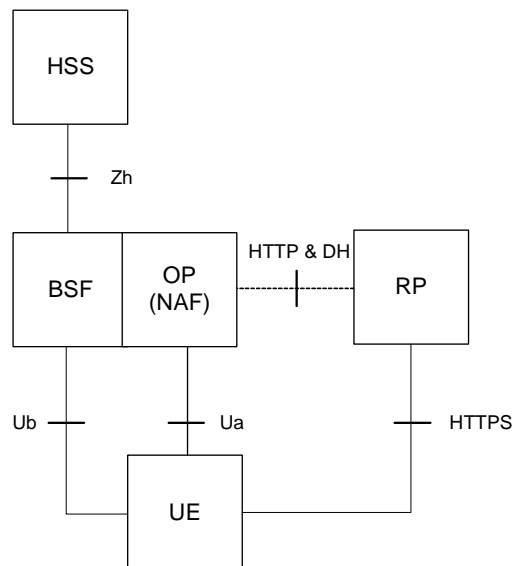 HSS
Zh
BSF
OP
(NAF)
HTTP & DH
RP
Ub
Ua
HTTPS
UE